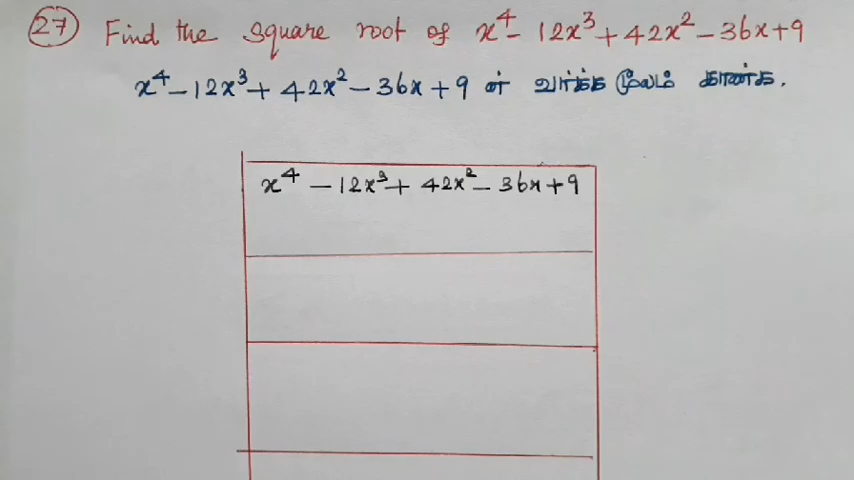 27 Find the square root of x⁴ - 12x³ + 42x² - 36x + 9
x⁴ - 12x³ + 42x² - 36x + 9 ன் வர்க்க மூலம் காண்க.
x⁴ - 12x³ + 42x² - 36x + 9